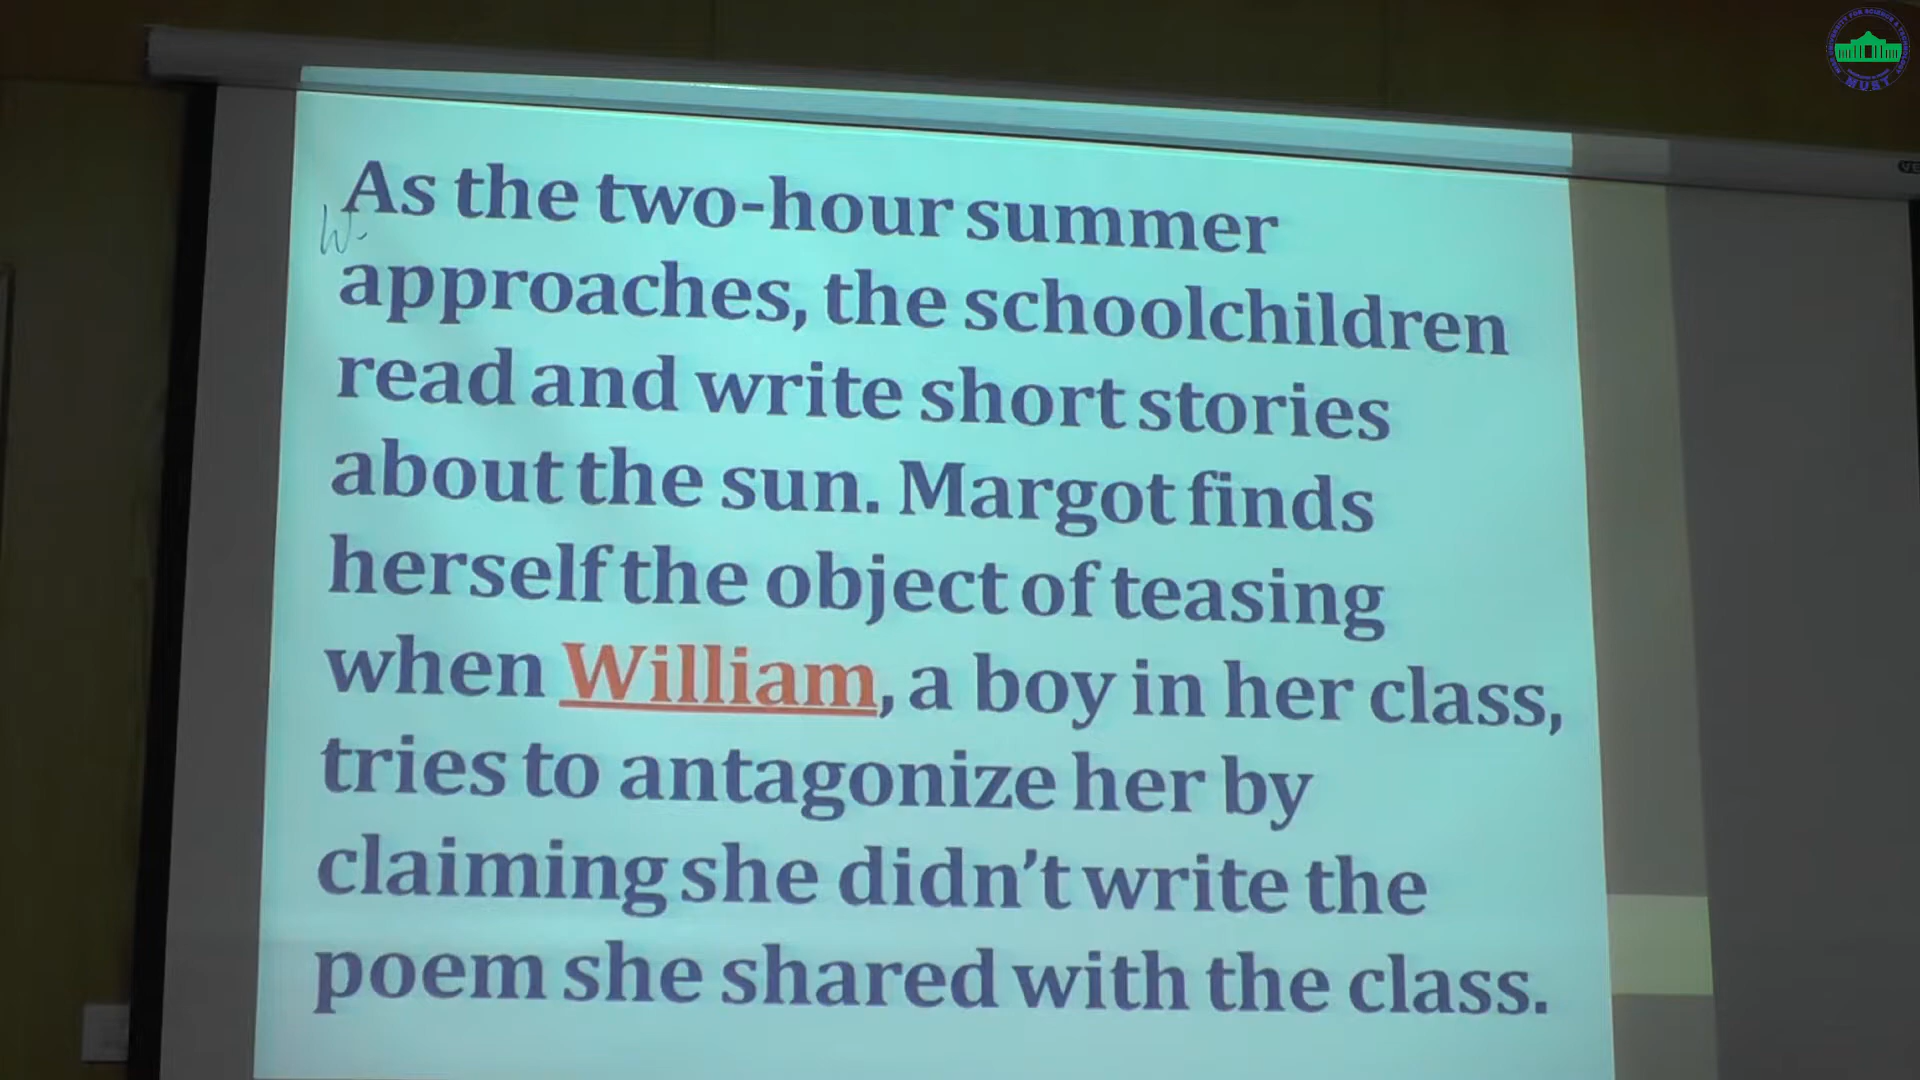 As the two-hour summer
approaches, the schoolchildren
read and write short stories
about the sun. Margot finds
herself the object of teasing
when William, a boy in her class,
tries to antagonize her by
claiming she didn't write the
poem she shared with the class.
MUST